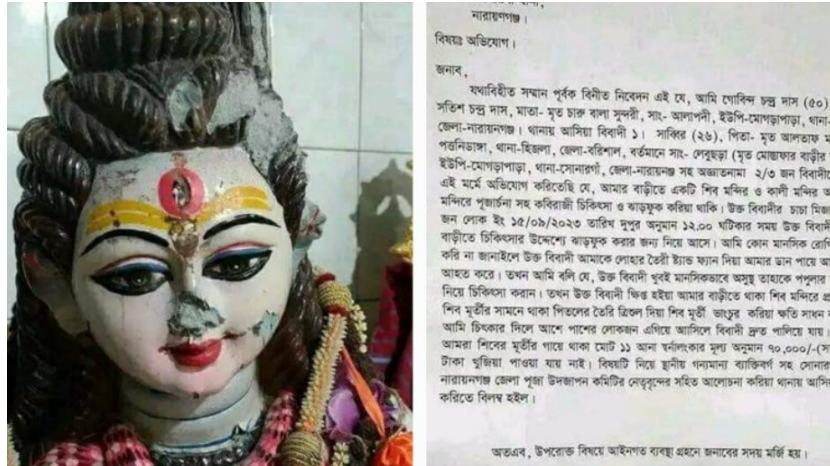 নারায়ণগঞ্জ।
বিষয়ঃ অভিযোগ।
জনাব,
যথাবিহীত সম্মান পূর্বক বিনীত নিবেদন এই যে, আমি গোবিন্দ চন্দ্র দাস (৫০)
সতিশ চন্দ্র দাস, মাতা- মৃত চারু বালা সুন্দরী, সাং- আলাপদী, ইউপি-মোগড়াপাড়া, থানা-
জেলা-নারায়নগঞ্জ। থানায় আসিয়া বিবাদী ১। সাব্বির (২৬), পিতা- মৃত আলতাফ
পত্তনিডাঙ্গা, থানা-হিজলা, জেলা-বরিশাল, বর্তমানে সাং- লেবুছড়া (মৃত মোস্তাফার বাড়ীর
ইউপি-মোগড়াপাড়া, থানা-সোনারগাঁ, জেলা-নারায়নগঞ্জ সহ অজ্ঞাতনামা ২/৩ জন
এই মর্মে অভিযোগ করিতেছি যে, আমার বাড়ীতে একটি শিব মন্দির ও কালী মন্দির
মন্দিরে পূজার্চনা সহ কবিরাজী চিকিৎসা ও ঝাড়ফুক করিয়া থাকি। উক্ত বিবাদীর চাচা
জন লোক ইং ১৫/০৯/২০২৩ তারিখ দুপুর অনুমান ১২.০০ ঘটিকার সময় উক্ত
বাড়ীতে চিকিৎসার উদ্দেশ্যে ঝাড়ফুক করার জন্য নিয়ে আসে। আমি কোন মানসিক
করি না জানাইলে উক্ত বিবাদী আমাকে লোহার তৈরী ষ্ট্যান্ড ফ্যান দিয়া আমার ডান পায়ে
আহত করে। তখন আমি বলি যে, উক্ত বিবাদী খুবই মানসিকভাবে অসুস্থ তাহাকে পপুলার
নিয়ে চিকিৎসা করান। তখন উক্ত বিবাদী ক্ষিপ্ত হইয়া আমার বাড়ীতে থাকা শিব মন্দিরে
শিব মূর্তীর সামনে থাকা পিতলের তৈরি ত্রিশুল দিয়া শিব মূর্তী ভাংচুর করিয়া ক্ষতি সাধন
আমি চিৎকার দিলে আশে পাশের লোকজন এগিয়ে আসিলে বিবাদী দ্রুত পালিয়ে যায়।
আমরা শিবের মূর্তীর গায়ে থাকা মোট ১১ আনা স্বর্নালংকার মূল্য অনুমান ৭০,০০০/-
টাকা খুজিয়া পাওয়া যায় নাই। বিষয়টি নিয়ে স্থানীয় গন্যমান্য ব্যাক্তিবর্গ সহ
নারায়নগঞ্জ জেলা পূজা উদজাপন কমিটির নেতৃবৃন্দের সহিত আলোচনা করিয়া থানায়
করিতে বিলম্ব হইল।
অতএব, উপরোক্ত বিষয়ে আইনগত ব্যবস্থা গ্রহনে জনাবের সদয় মর্জি হয়।